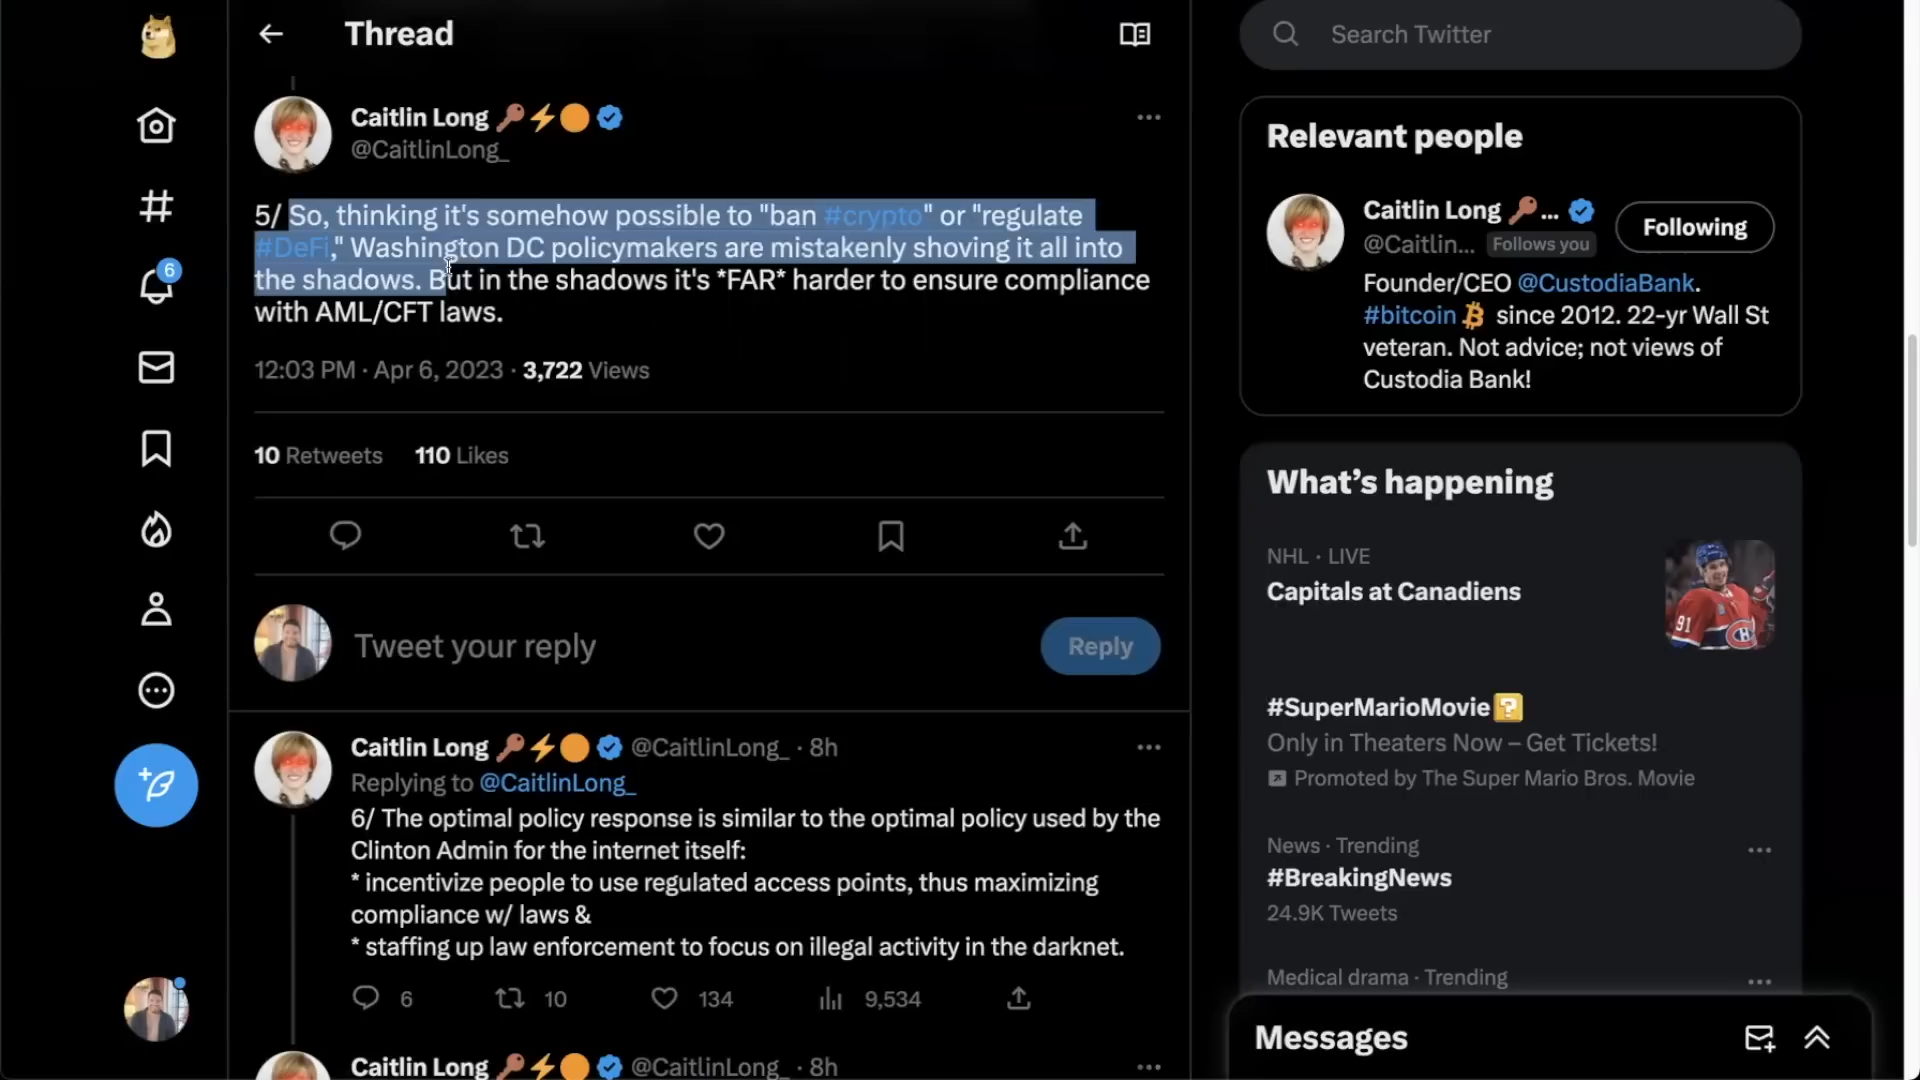 Thread
Caitlin Long
@CaitlinLong_
5/ So, thinking it's somehow possible to "ban #crypto" or "regulate
#DeFi," Washington DC policymakers are mistakenly shoving it all into
the shadows. But in the shadows it's *FAR* harder to ensure compliance
with AML/CFT laws.
12:03 PM · Apr 6, 2023 · 3,722 Views
10 Retweets 110 Likes
Tweet your reply
Reply
Caitlin Long @CaitlinLong_ · 8h
Replying to @CaitlinLong_
6/ The optimal policy response is similar to the optimal policy used by the
Clinton Admin for the internet itself:
* incentivize people to use regulated access points, thus maximizing
compliance w/ laws &
* staffing up law enforcement to focus on illegal activity in the darknet.
6 10 134 9,534
Caitlin Long @CaitlinLong_ · 8h
6
Search Twitter
Relevant people
Caitlin Long ...
@Caitlin... Follows you
Following
Founder/CEO @CustodiaBank.
#bitcoin since 2012. 22-yr Wall St
veteran. Not advice; not views of
Custodia Bank!
What's happening
NHL · LIVE
Capitals at Canadiens
91
#SuperMarioMovie
Only in Theaters Now – Get Tickets!
Promoted by The Super Mario Bros. Movie
News · Trending
#BreakingNews
24.9K Tweets
Medical drama · Trending
Messages